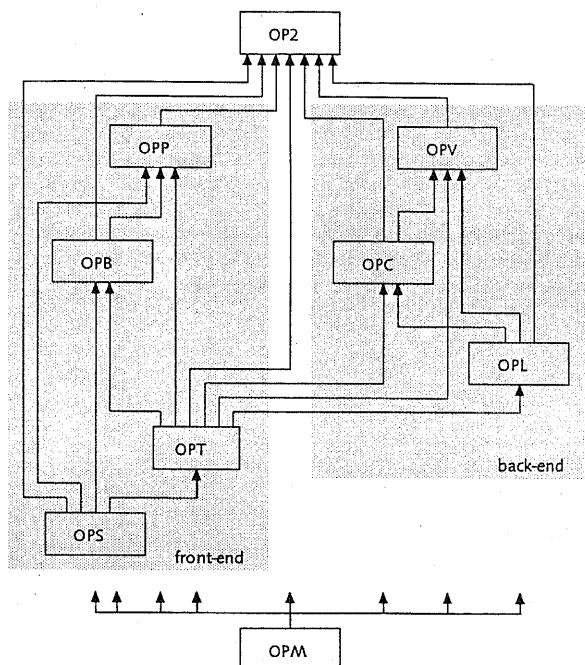 OP2
OPP
OPV
OPB
OPC
OPL
OPT
back-end
OPS
front-end
OPM